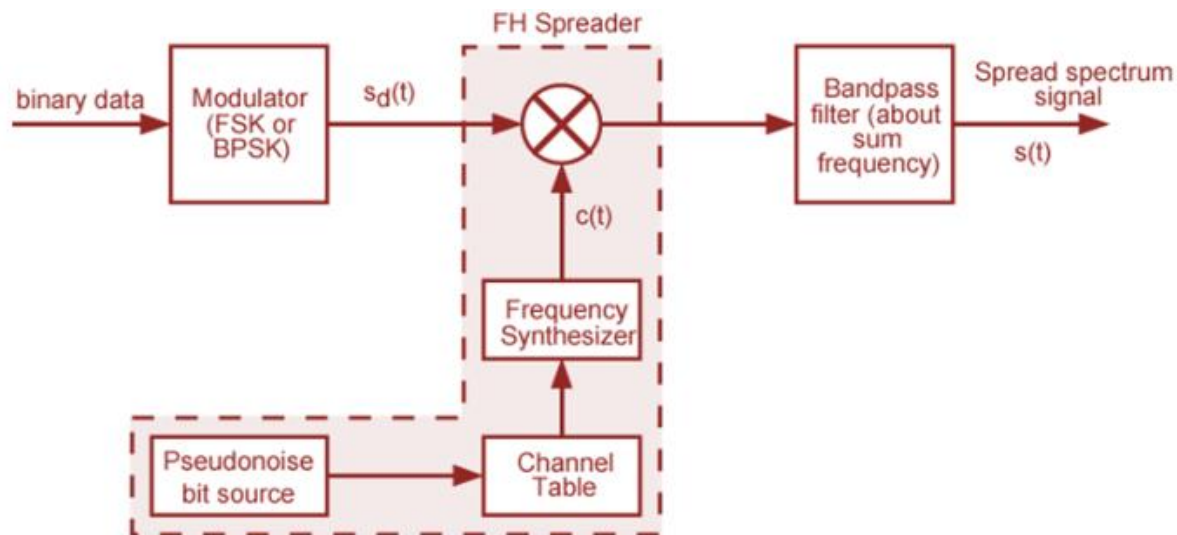 FH Spreader
binary data
Modulator
(FSK or
BPSK)
s_d(t)
Bandpass
filter (about
sum
frequency)
Spread spectrum
signal
s(t)
c(t)
Frequency
Synthesizer
Pseudonoise
bit source
Channel
Table